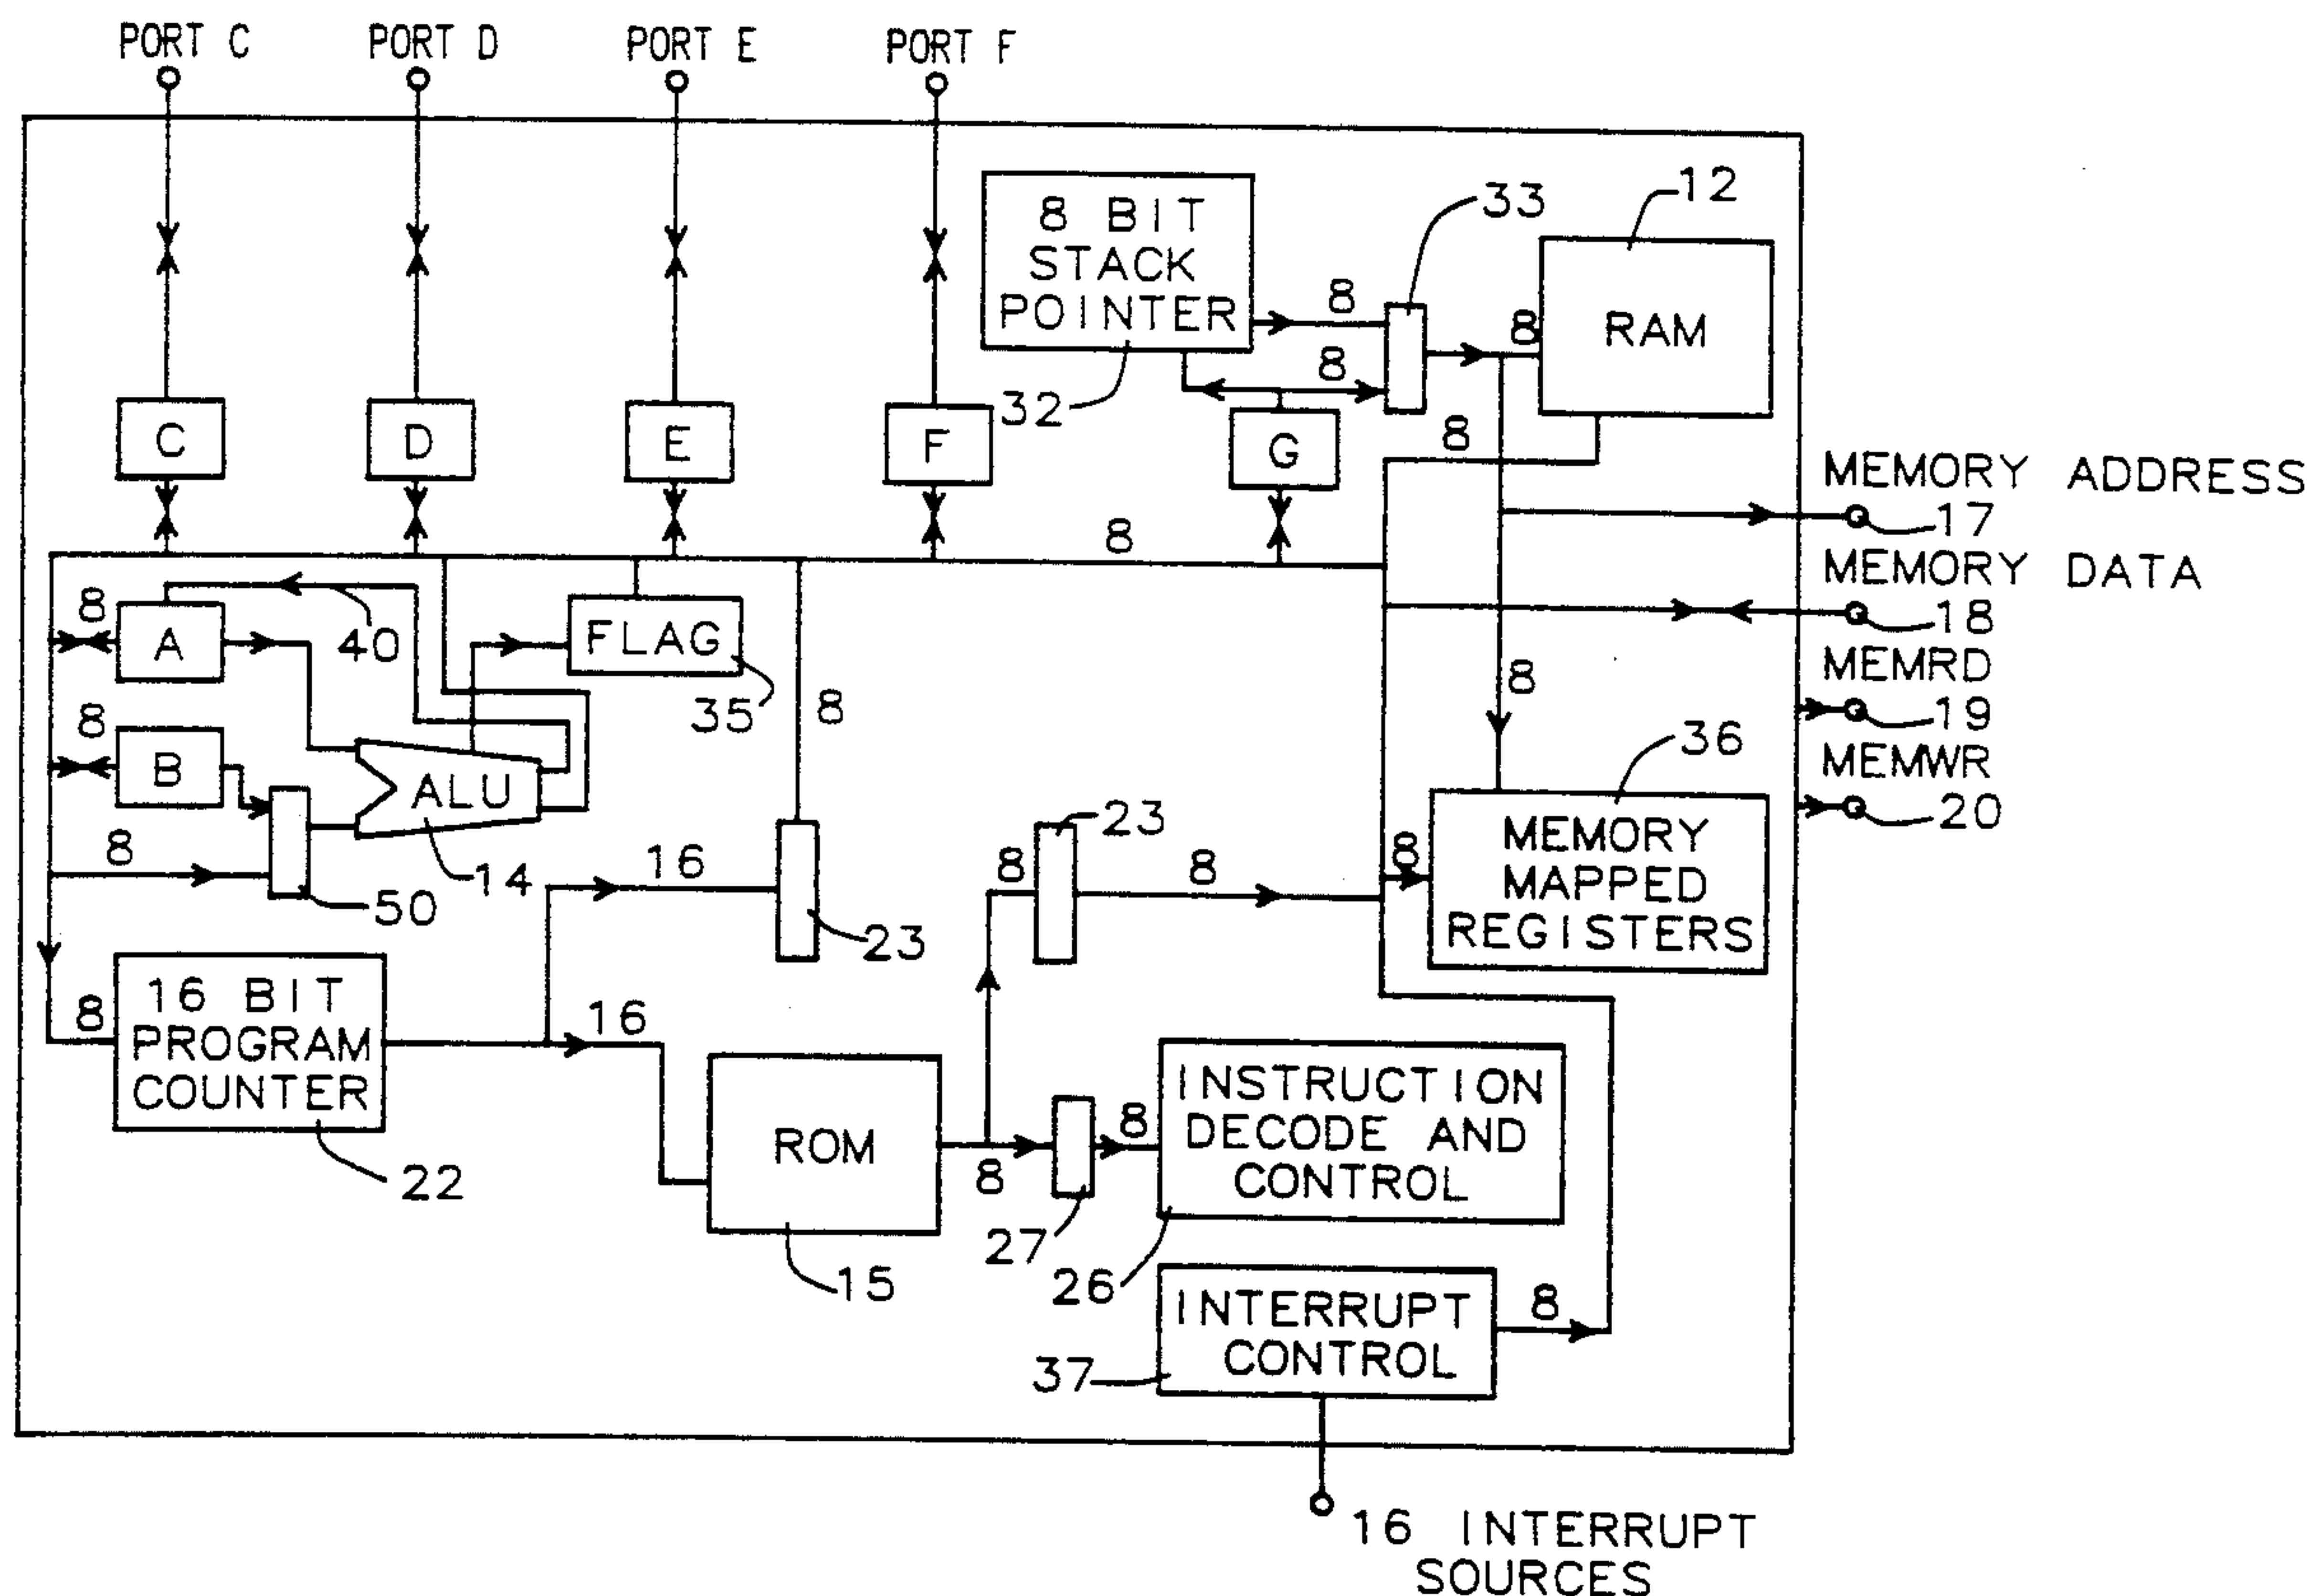 PORT C
PORT D
PORT E
PORT F
8 BIT
STACK
POINTER
32
33
12
8
8
8
RAM
8
C
D
E
F
G
8
MEMORY ADDRESS
17
MEMORY DATA
18
MEMRD
19
MEMWR
20
8
A
40
FLAG
35
8
8
8
B
ALU
14
8
50
36
8
MEMORY
MAPPED
REGISTERS
16
23
8
23
8
8
16 BIT
PROGRAM
COUNTER
22
16
ROM
15
8
27
8
INSTRUCTION
DECODE AND
CONTROL
26
INTERRUPT
CONTROL
37
8
16 INTERRUPT
SOURCES